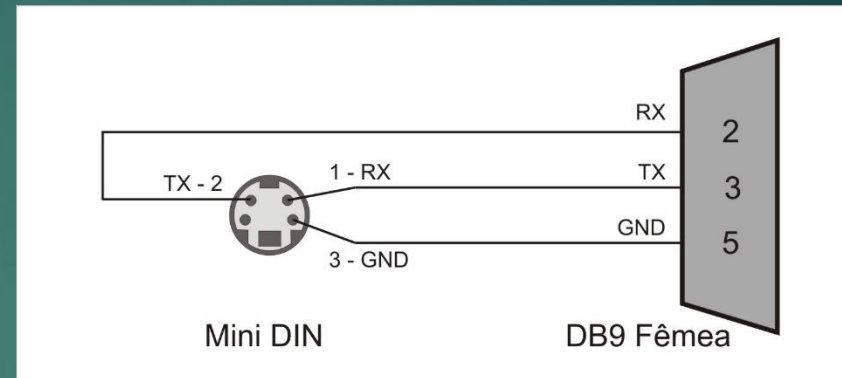 RX
2
TX - 2
1 - RX
TX
3
GND
5
3 - GND
Mini DIN
DB9 Fêmea